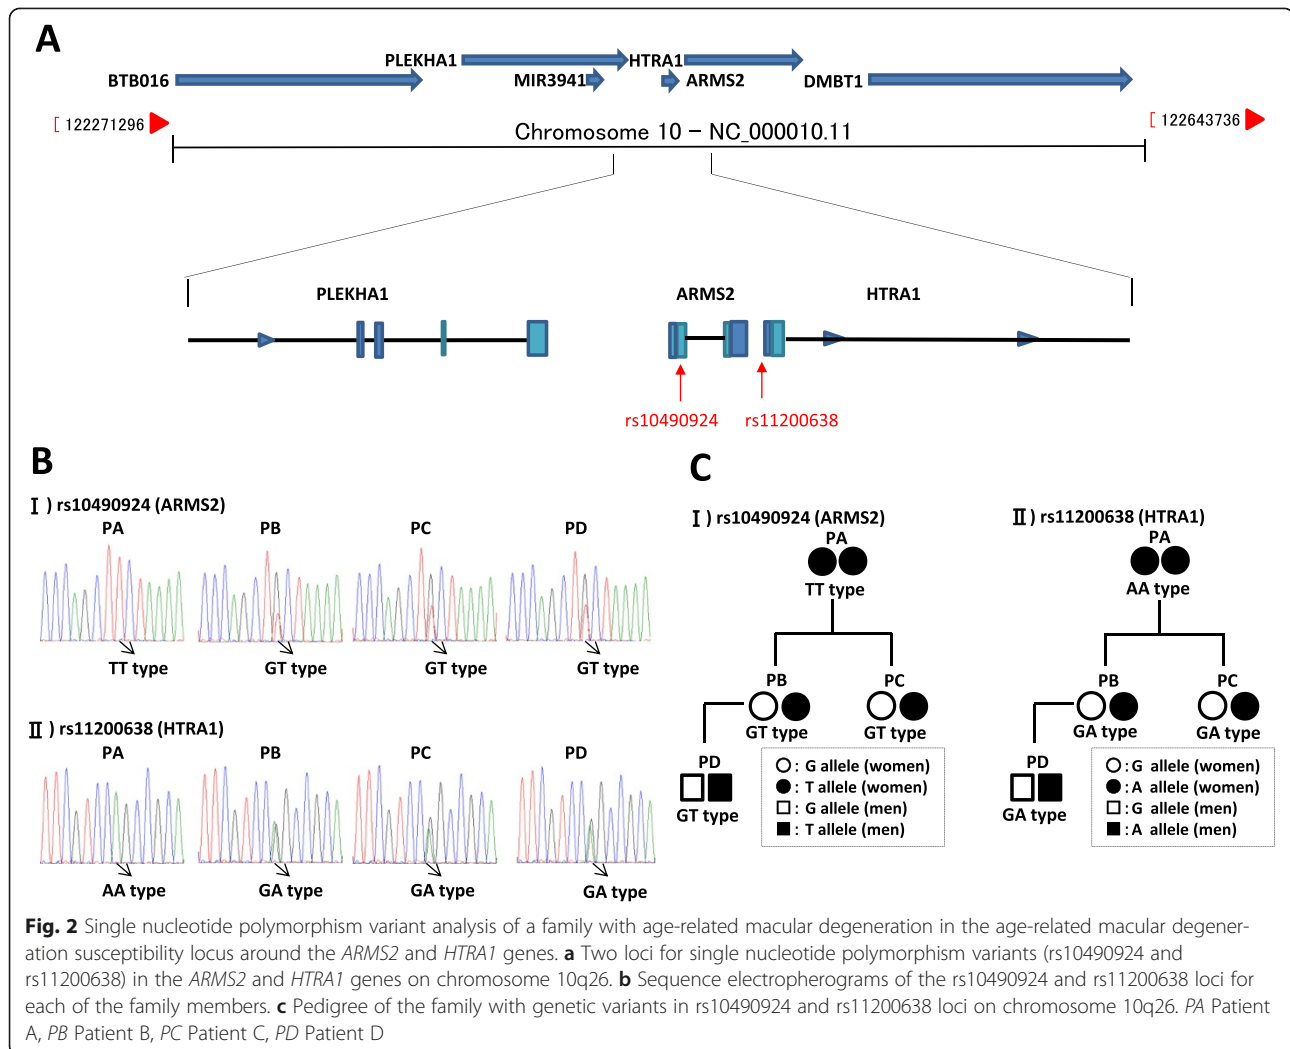 A
PLEKHA1 HTRA1
BTB016 MIR3941 ARMS2 DMBT1
[ 122271296 [ 122643736
Chromosome 10 – NC_000010.11
PLEKHA1 ARMS2 HTRA1
rs10490924 rs11200638
B
Ⅰ ) rs10490924 (ARMS2)
PA PB PC PD
TT type GT type GT type GT type
Ⅱ ) rs11200638 (HTRA1)
PA PB PC PD
AA type GA type GA type GA type
C
Ⅰ ) rs10490924 (ARMS2)
PA
TT type
PB PC
GT type GT type
PD
GT type
: G allele (women)
: T allele (women)
: G allele (men)
: T allele (men)
Ⅱ ) rs11200638 (HTRA1)
PA
AA type
PB PC
GA type GA type
PD
GA type
: G allele (women)
: A allele (women)
: G allele (men)
: A allele (men)
Fig. 2 Single nucleotide polymorphism variant analysis of a family with age-related macular degeneration in the age-related macular degener-
ation susceptibility locus around the ARMS2 and HTRA1 genes. a Two loci for single nucleotide polymorphism variants (rs10490924 and
rs11200638) in the ARMS2 and HTRA1 genes on chromosome 10q26. b Sequence electropherograms of the rs10490924 and rs11200638 loci for
each of the family members. c Pedigree of the family with genetic variants in rs10490924 and rs11200638 loci on chromosome 10q26. PA Patient
A, PB Patient B, PC Patient C, PD Patient D